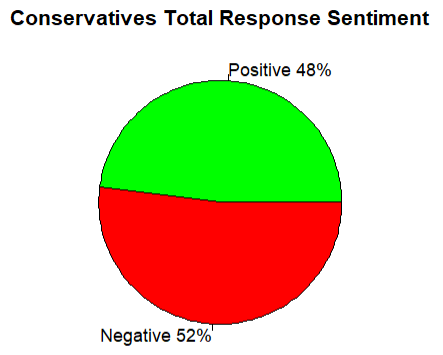 Conservatives Total Response Sentiment
Positive 48%
Negative 52%